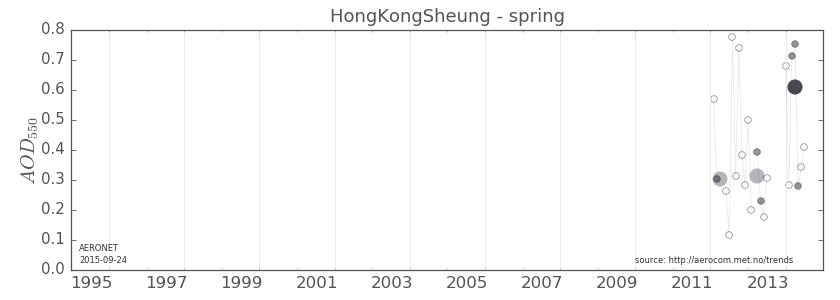 HongKongSheung - spring
0.8
0.7
0.6
0.5
0.4
0.3
0.2
0.1
0.0
AOD550
AERONET
2015-09-24
source: http://aerocom.met.no/trends
1995 1997 1999 2001 2003 2005 2007 2009 2011 2013